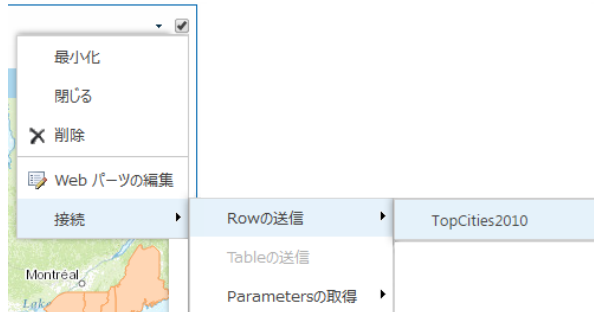 最小化
閉じる
削除
Web パーツの編集
接続
Rowの送信
TopCities2010
Tableの送信
Parametersの取得
Montréal
Lake